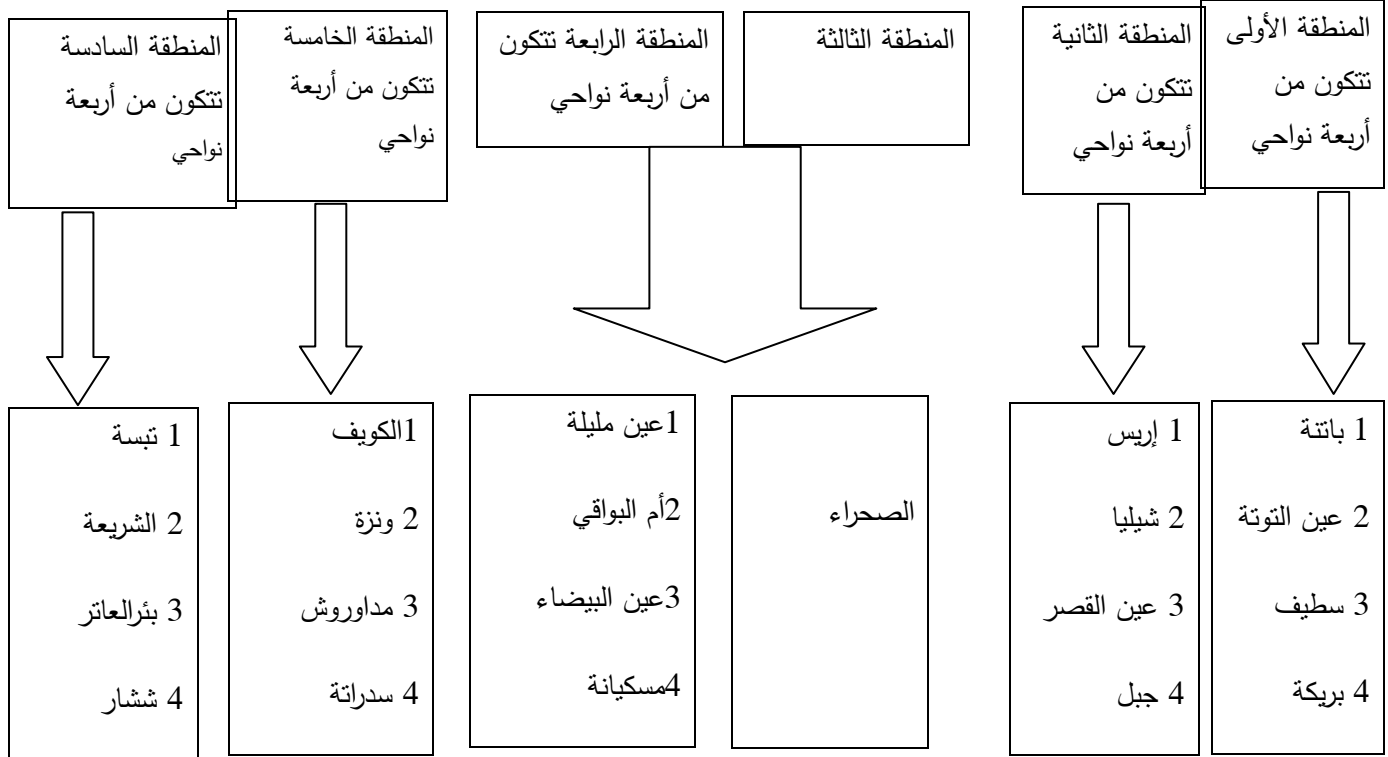 المنطقة الأولى
تتكون من
أربعة نواحي
المنطقة الثانية
تتكون من
أربعة نواحي
المنطقة الثالثة
المنطقة الرابعة تتكون
من أربعة نواحي
المنطقة الخامسة
تتكون من أربعة
نواحي
المنطقة السادسة
تتكون من أربعة
نواحي
1 باتنة
2 عين التوتة
3 سطيف
4 بريكة
1 إريس
2 شيليا
3 عين القصر
4 جبل
الصحراء
1عين مليلة
2أم البواقي
3عين البيضاء
4مسكيانة
1الكويف
2 ونزة
3 مداوروش
4 سدراتة
1 تبسة
2 الشريعة
3 بئرالعاتر
4 ششار